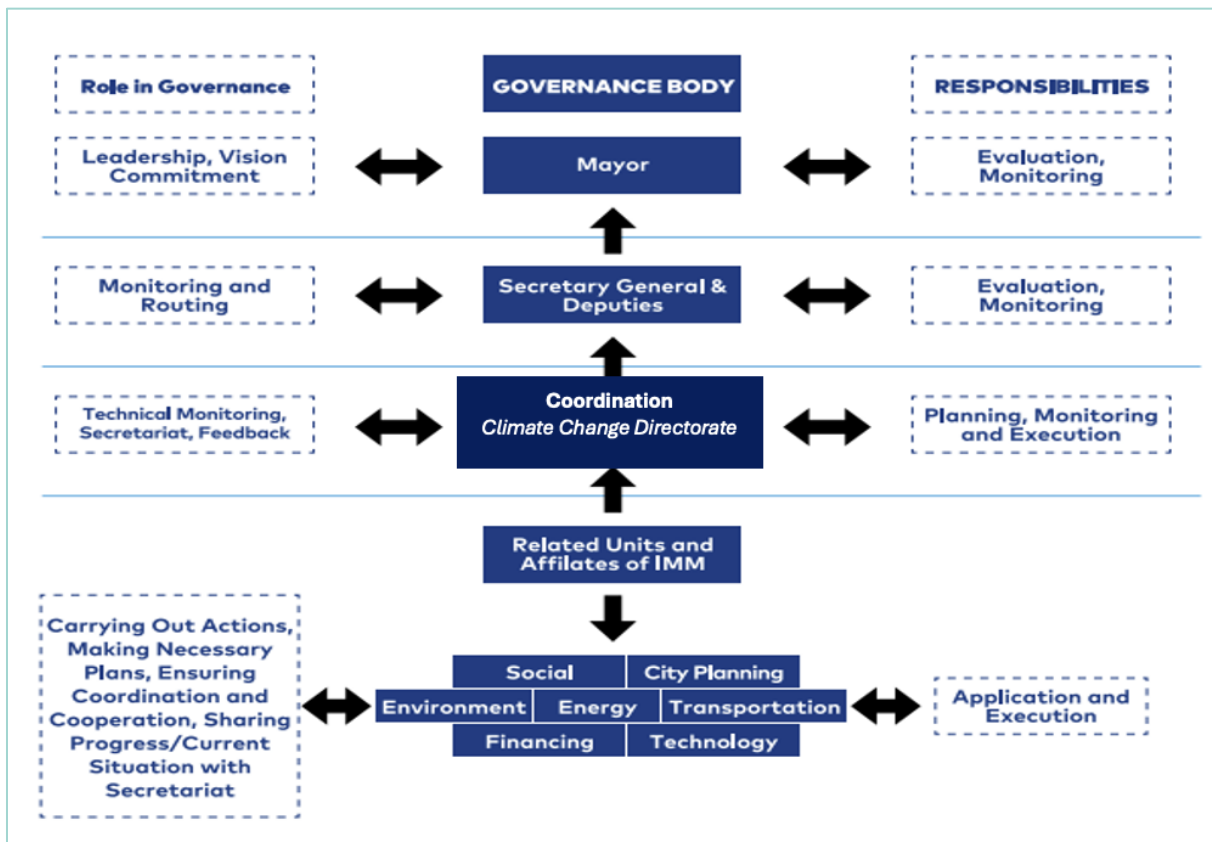 Role in Governance
GOVERNANCE BODY
RESPONSIBILITIES
Leadership, Vision
Commitment
Mayor
Evaluation,
Monitoring
Monitoring and
Routing
Secretary General &
Deputies
Evaluation,
Monitoring
Technical Monitoring,
Secretariat, Feedback
Coordination
Climate Change Directorate
Planning, Monitoring
and Execution
Related Units and
Affilates of IMM
Carrying Out Actions,
Making Necessary
Plans, Ensuring
Coordination and
Cooperation, Sharing
Progress/Current
Situation with
Secretariat
Social
City Planning
Environment
Energy
Transportation
Financing
Technology
Application and
Execution